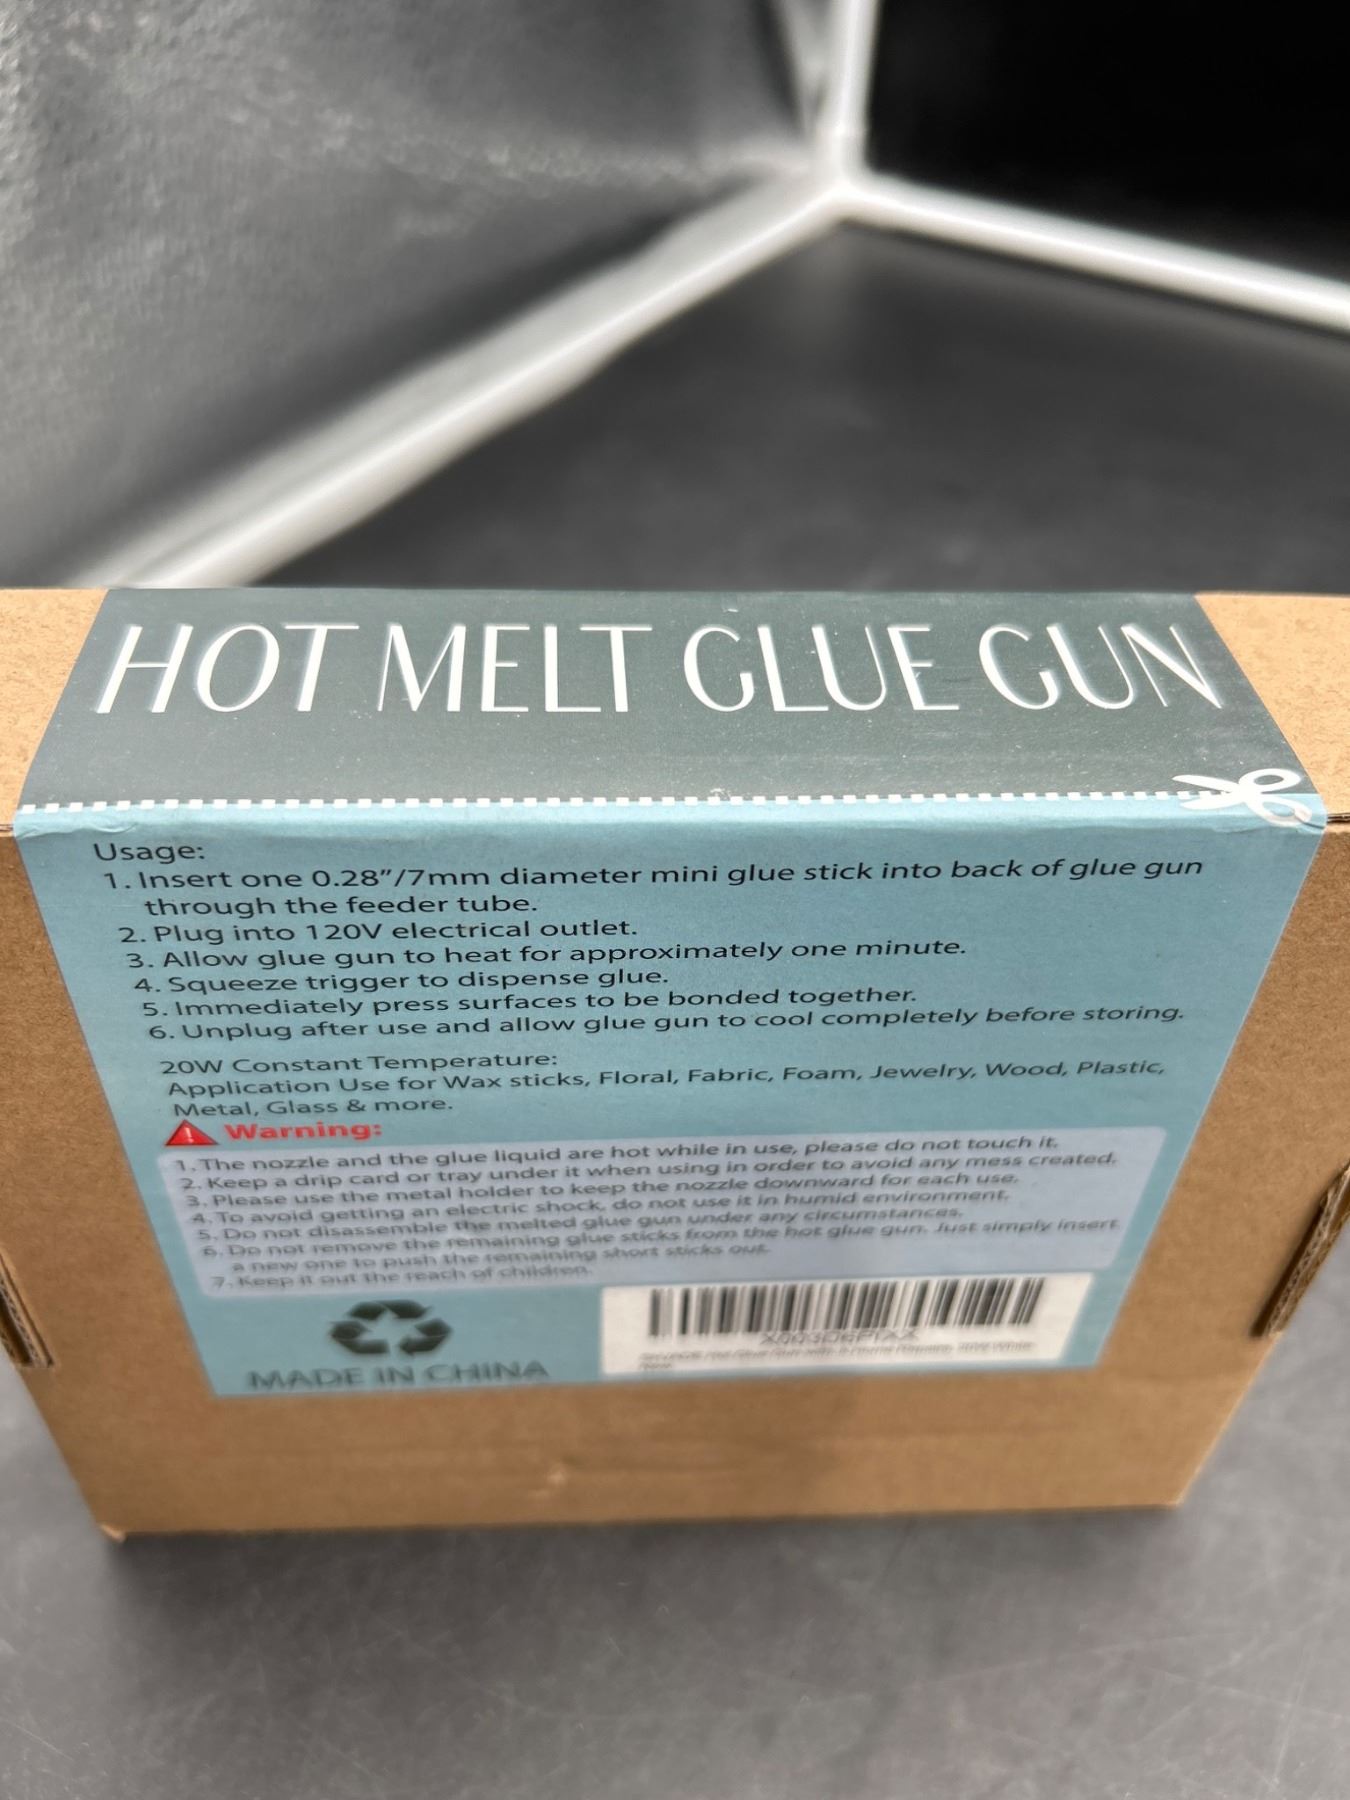 HOT MELT GLUE GUN
Usage:
1. Insert one 0.28"/7mm diameter mini glue stick into back of glue gun
through the feeder tube.
2. Plug into 120V electrical outlet.
3. Allow glue gun to heat for approximately one minute.
4. Squeeze trigger to dispense glue.
5. Immediately press surfaces to be bonded together.
6. Unplug after use and allow glue gun to cool completely before storing.
20W Constant Temperature:
Application Use for Wax sticks, Floral, Fabric, Foam, Jewelry, Wood, Plastic,
Metal, Glass & more.
Warning:
1. The nozzle and the glue liquid are hot while in use, please do not touch it.
2. Keep a drip card or tray under it when using in order to avoid any mess created.
3. Please use the metal holder to keep the nozzle downward for each use.
4. To avoid getting an electric shock, do not use it in humid environment.
5. Do not disassemble the melted glue gun under any circumstances.
6. Do not remove the remaining glue sticks from the hot glue gun. Just simply insert
a new one to push the remaining short sticks out.
7. Keep it out the reach of children.
MADE IN CHINA
Hot Glue Gun with